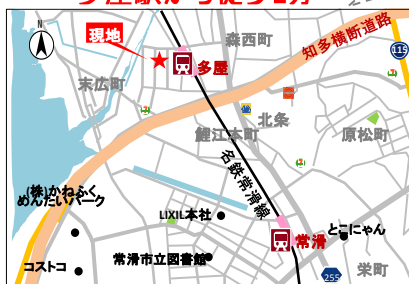 多屋駅から徒歩2分
N
現地
森西町
知多横断道路
115
末広町
多屋
北条
鯉江本町
原松町
名鉄常滑線
(株)かねふく
めんたいパーク
LIXIL本社
とこにゃん
常滑
常滑市立図書館
コストコ
255
栄町